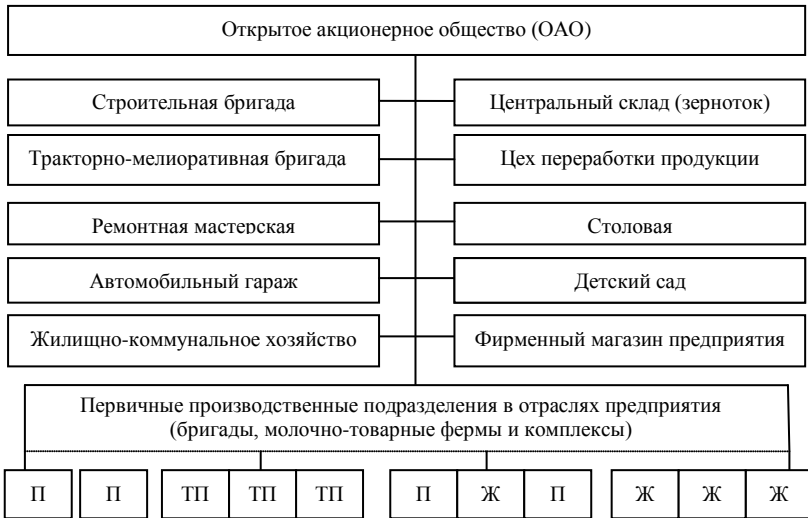 Открытое акционерное общество (ОАО)
Строительная бригада
Центральный склад (зерноток)
Тракторно-мелиоративная бригада
Цех переработки продукции
Ремонтная мастерская
Столовая
Автомобильный гараж
Детский сад
Жилищно-коммунальное хозяйство
Фирменный магазин предприятия
Первичные производственные подразделения в отраслях предприятия
(бригады, молочно-товарные фермы и комплексы)
П П ТП ТП ТП П Ж П Ж Ж Ж